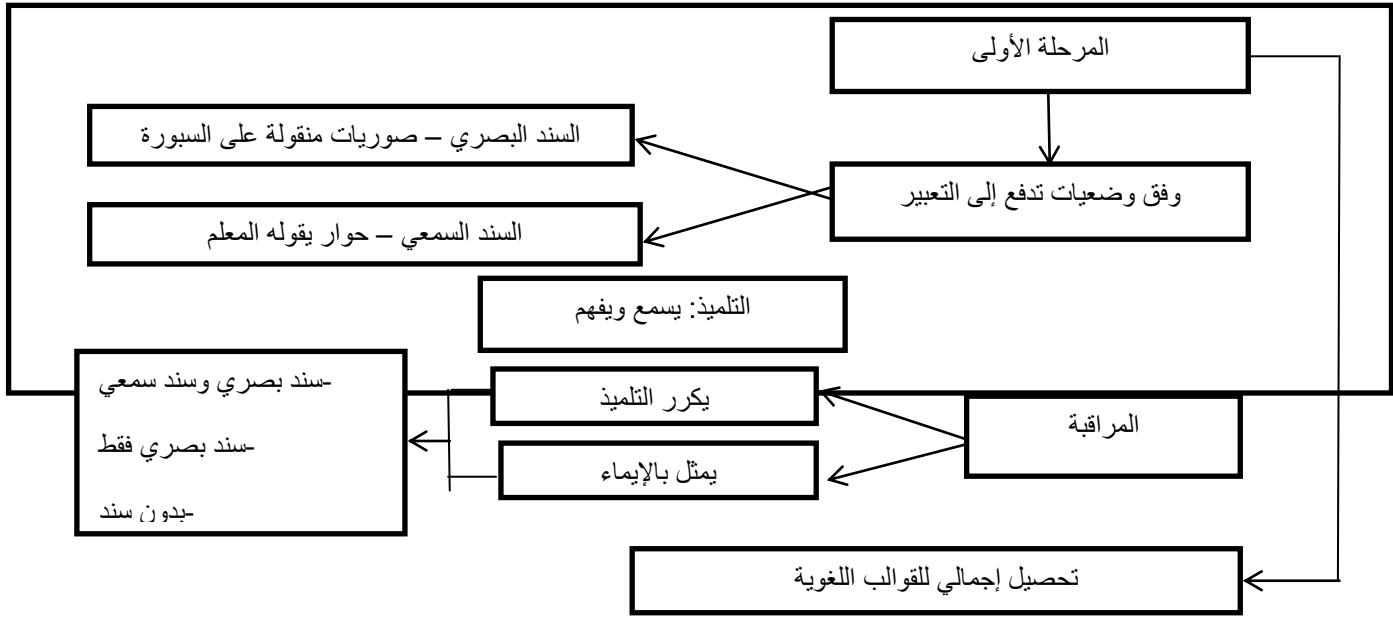 المرحلة الأولى
وفق وضعيات تدفع إلى التعبير
السند البصري – صوريات منقولة على السبورة
السند السمعي – حوار يقوله المعلم
التلميذ: يسمع ويفهم
المراقبة
يكرر التلميذ
يمثل بالإيماء
-سند بصري وسند سمعي
-سند بصري فقط
-بدون سند
تحصيل إجمالي للقوالب اللغوية